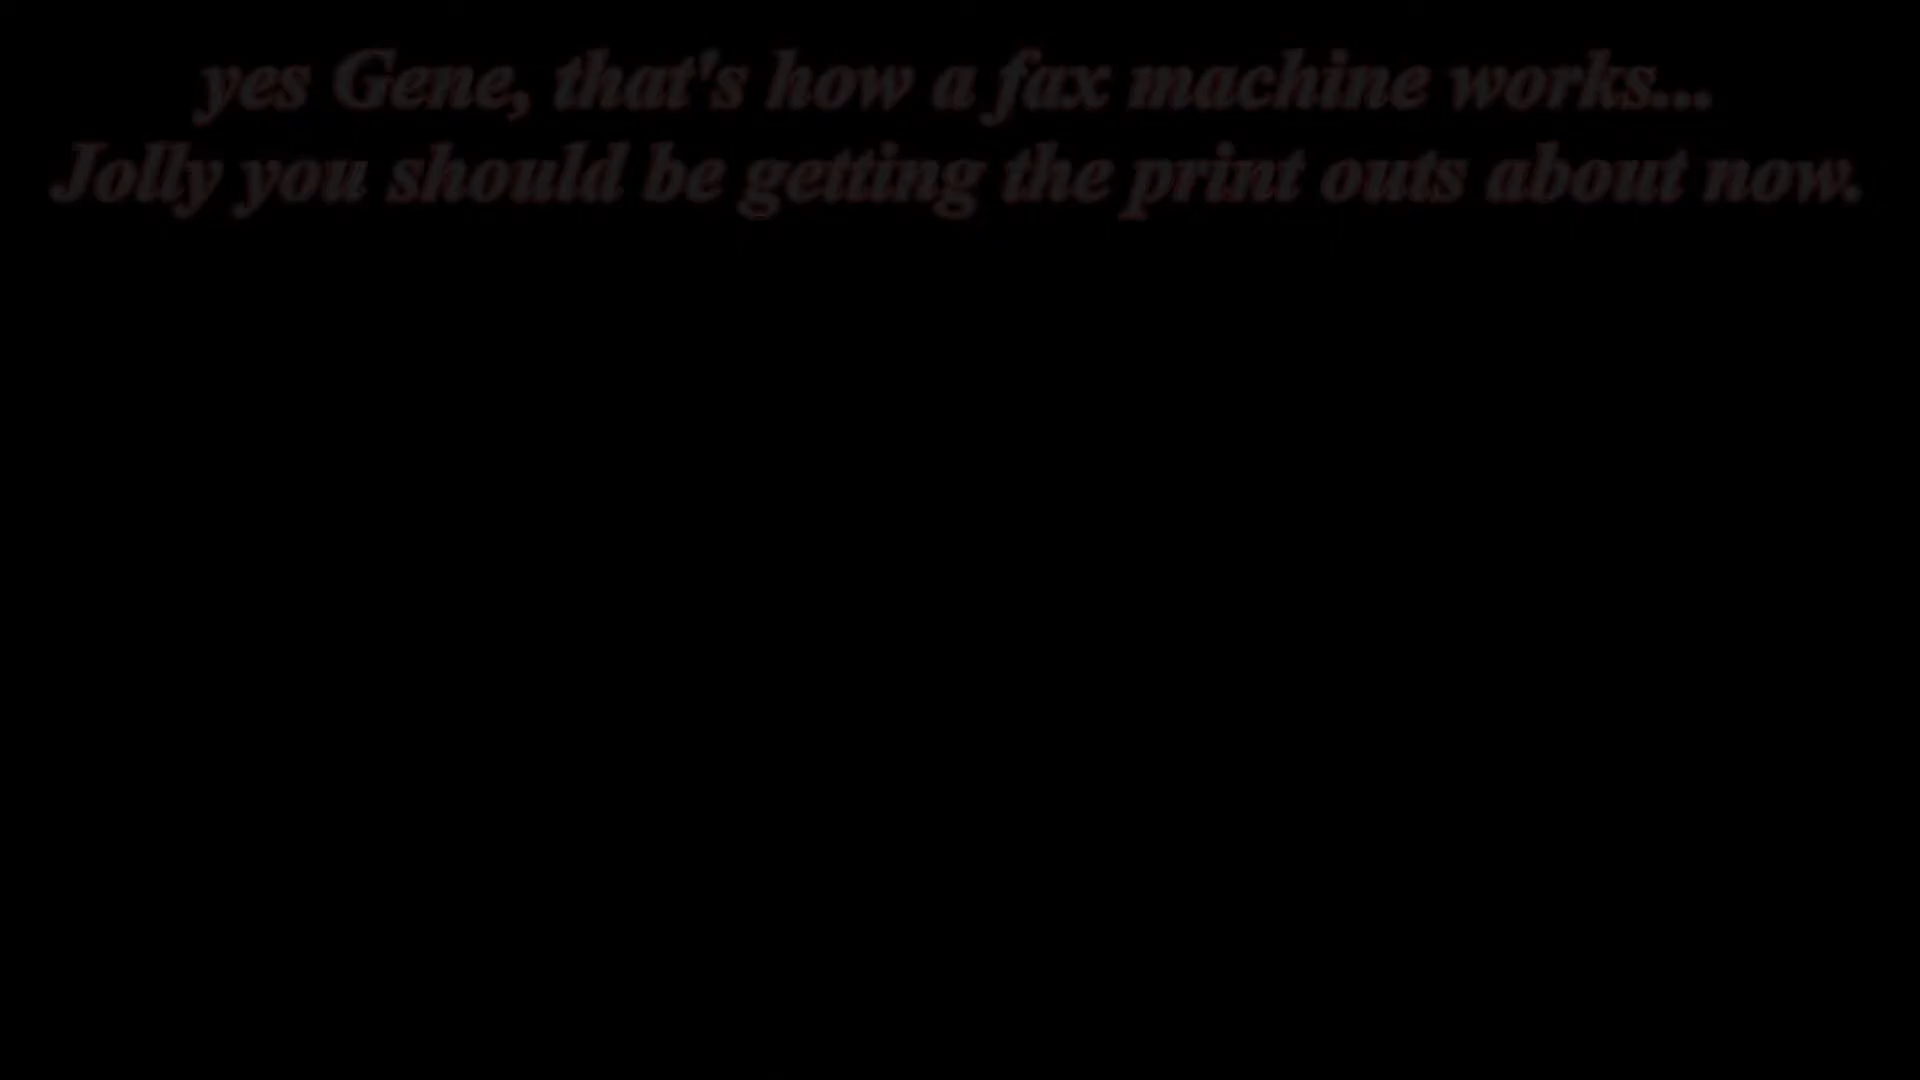 yes Gene, that's how a fax machine works...
Jolly you should be getting the print outs about now.